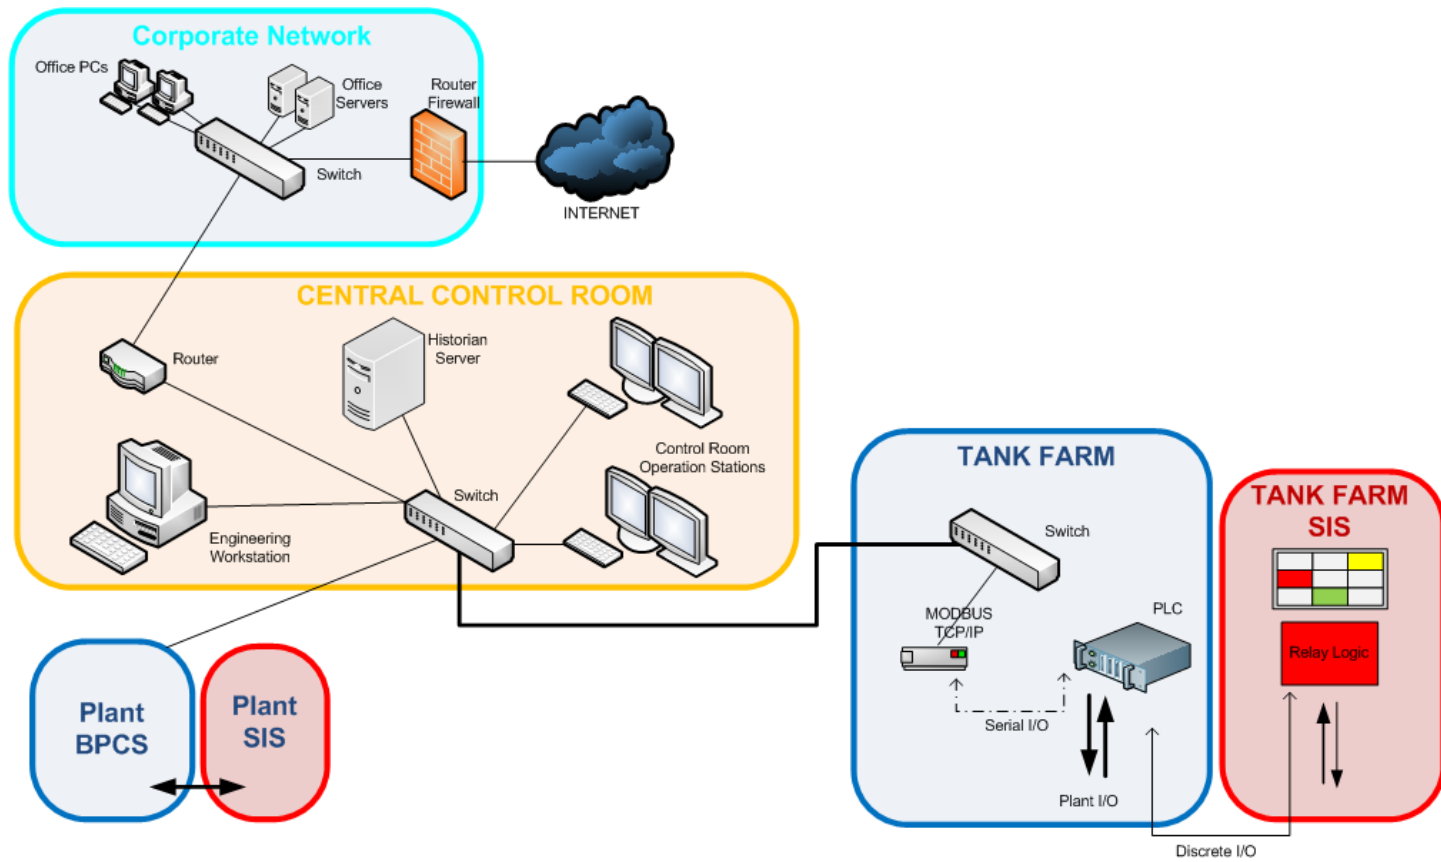 Corporate Network
Office PCs
Office
Servers
Router
Firewall
Switch
INTERNET
CENTRAL CONTROL ROOM
Router
Historian
Server
Control Room
Operation Stations
Switch
Engineering
Workstation
Plant
BPCS
Plant
SIS
TANK FARM
Switch
MODBUS
TCP/IP
PLC
Serial I/O
Plant I/O
TANK FARM
SIS
Relay Logic
Discrete I/O